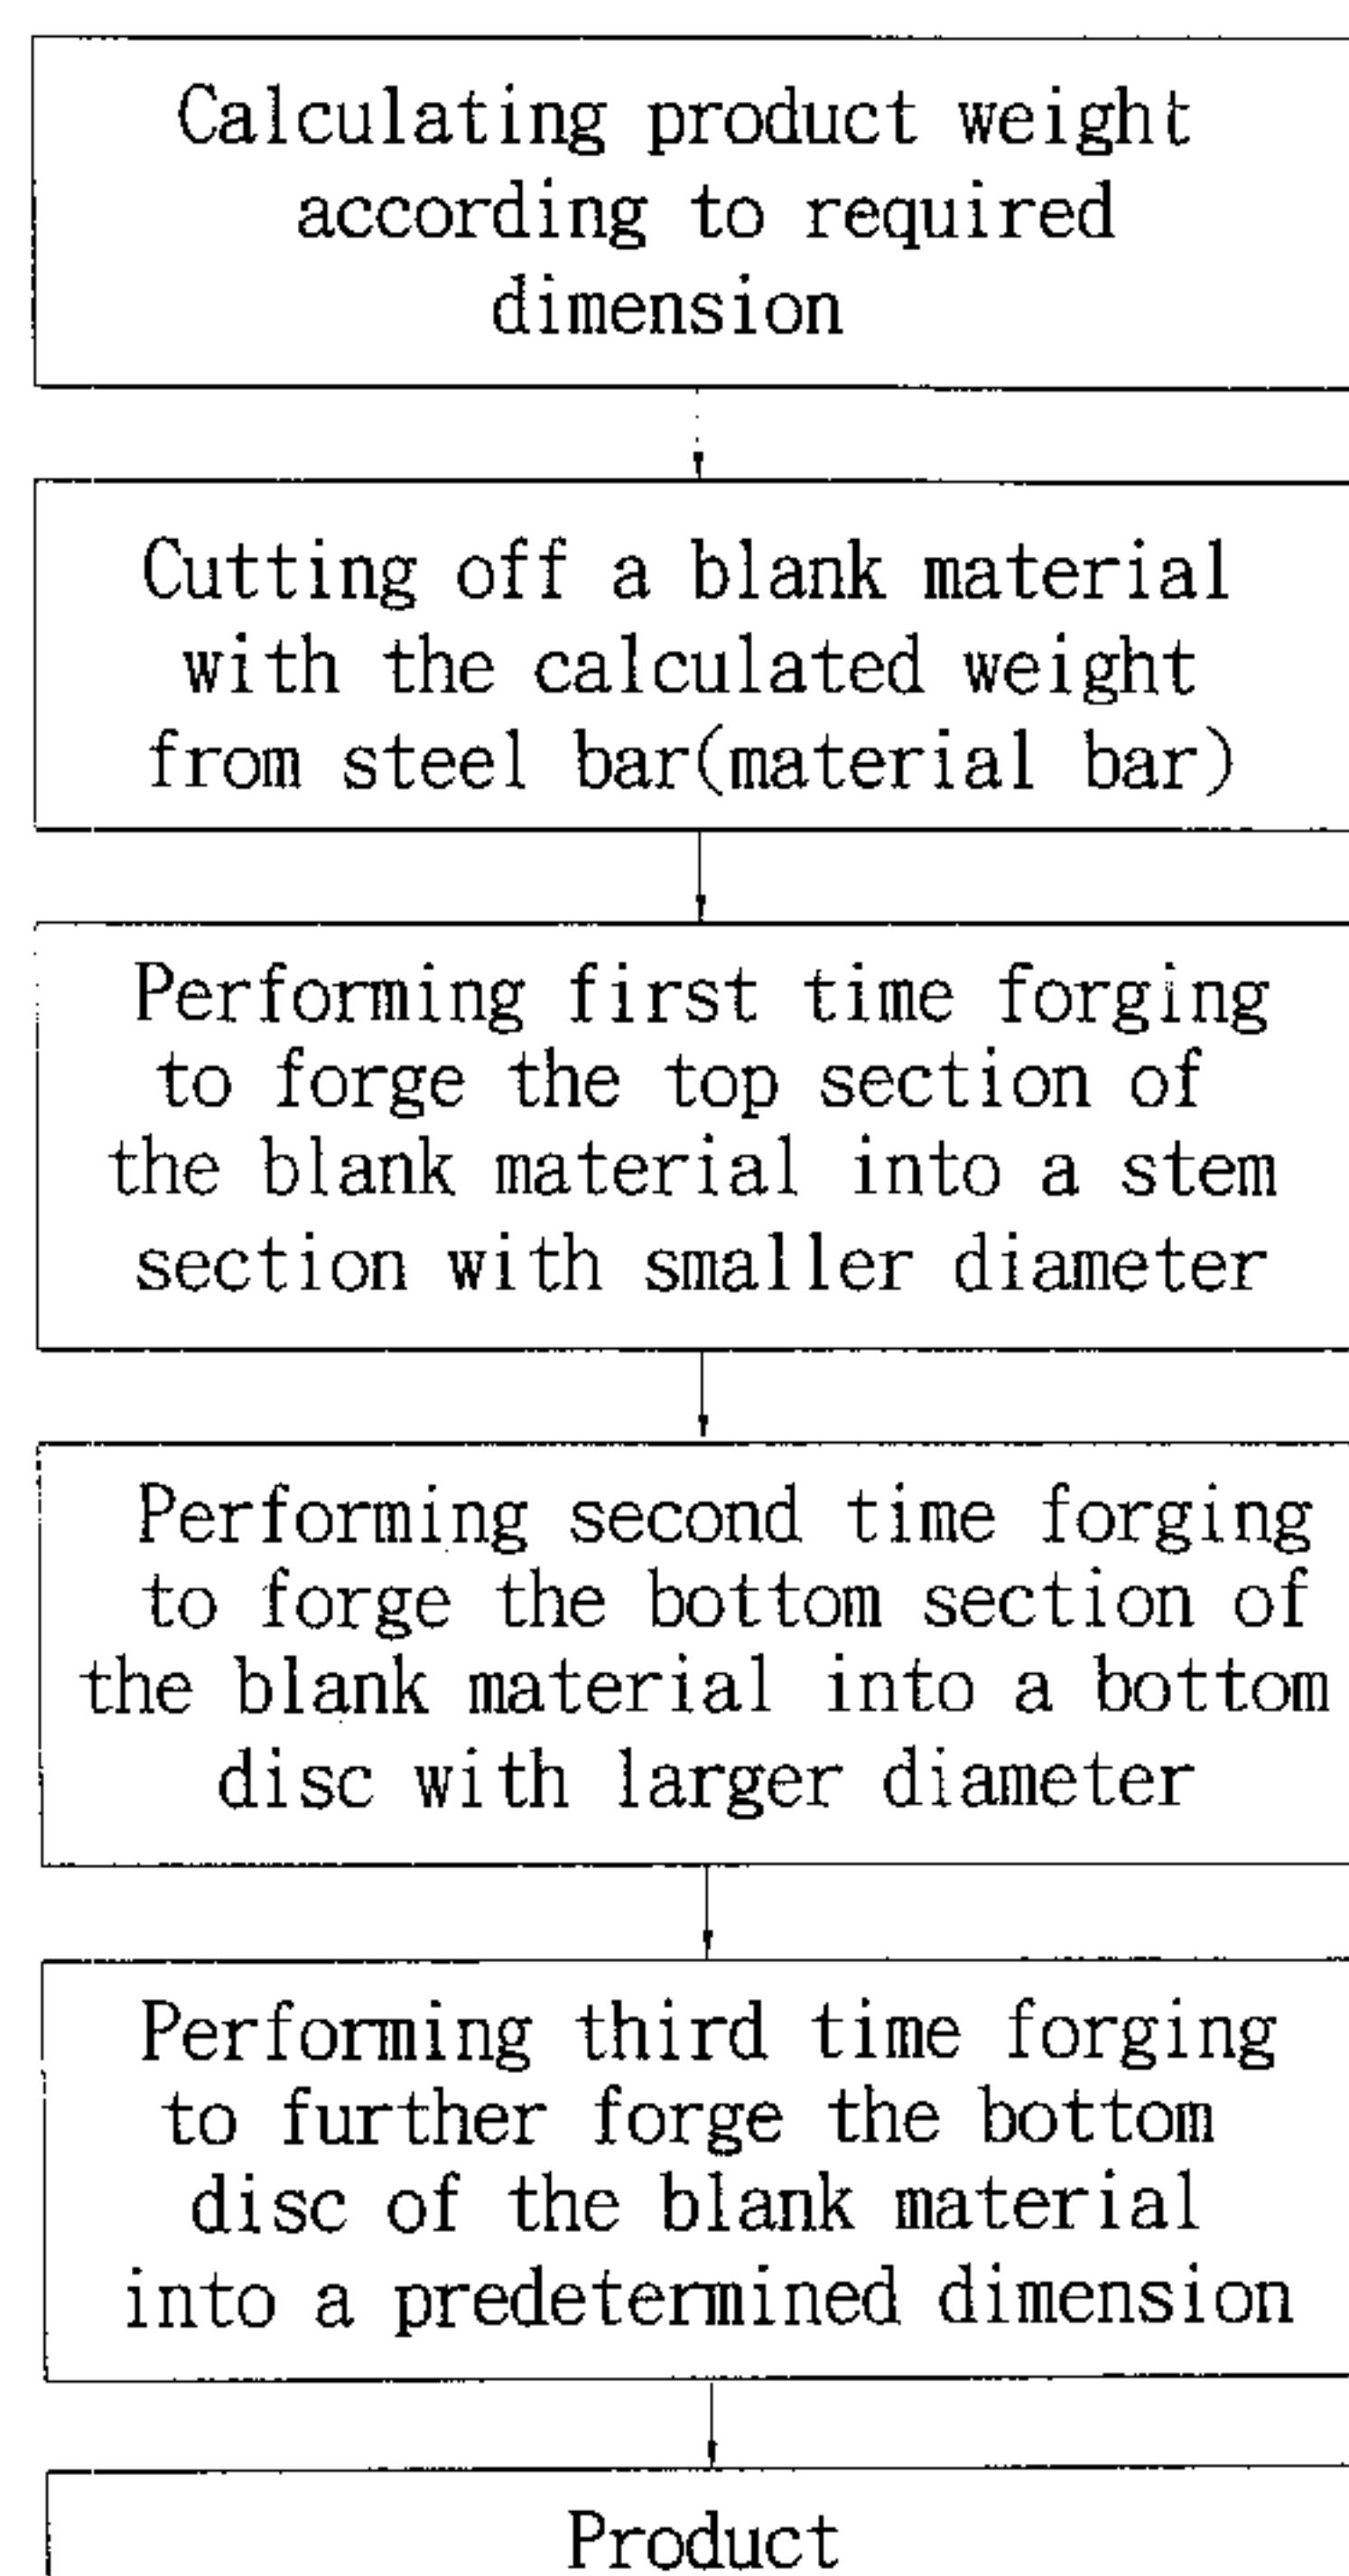 Calculating product weight
according to required
dimension
Cutting off a blank material
with the calculated weight
from steel bar(material bar)
Performing first time forging
to forge the top section of
the blank material into a stem
section with smaller diameter
Performing second time forging
to forge the bottom section of
the blank material into a bottom
disc with larger diameter
Performing third time forging
to further forge the bottom
disc of the blank material
into a predetermined dimension
Product